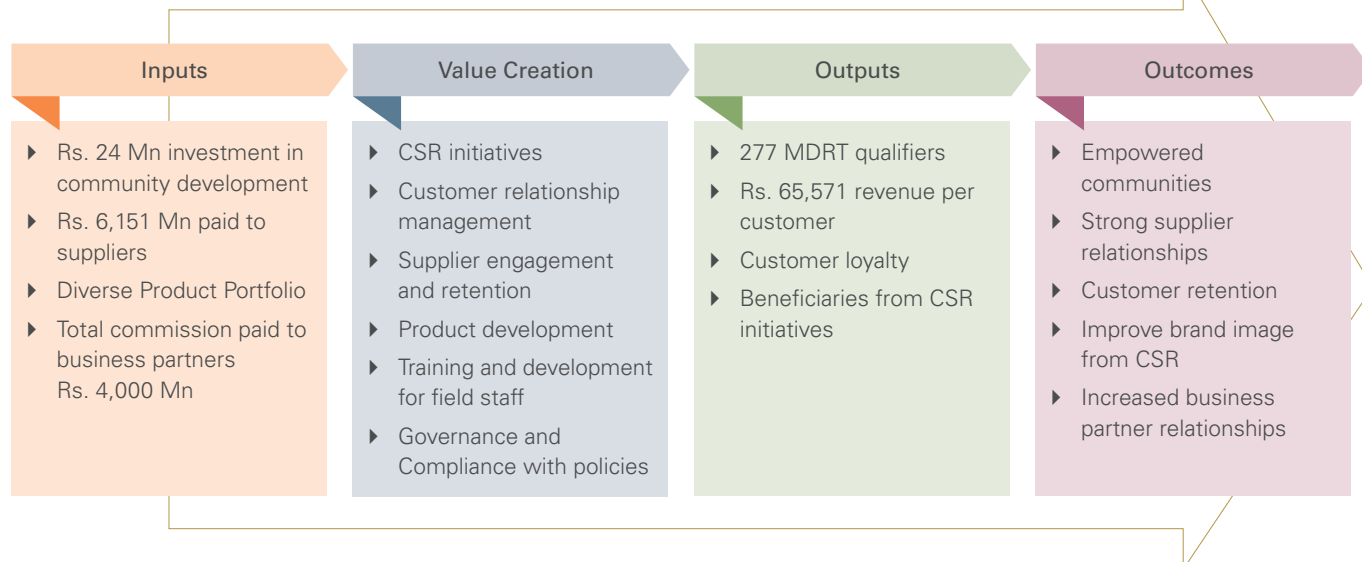 Inputs
Rs. 24 Mn investment in
community development
Rs. 6,151 Mn paid to
suppliers
Diverse Product Portfolio
Total commission paid to
business partners
Rs. 4,000 Mn
Value Creation
CSR initiatives
Customer relationship
management
Supplier engagement
and retention
Product development
Training and development
for field staff
Governance and
Compliance with policies
Outputs
277 MDRT qualifiers
Rs. 65,571 revenue per
customer
Customer loyalty
Beneficiaries from CSR
initiatives
Outcomes
Empowered
communities
Strong supplier
relationships
Customer retention
Improve brand image
from CSR
Increased business
partner relationships